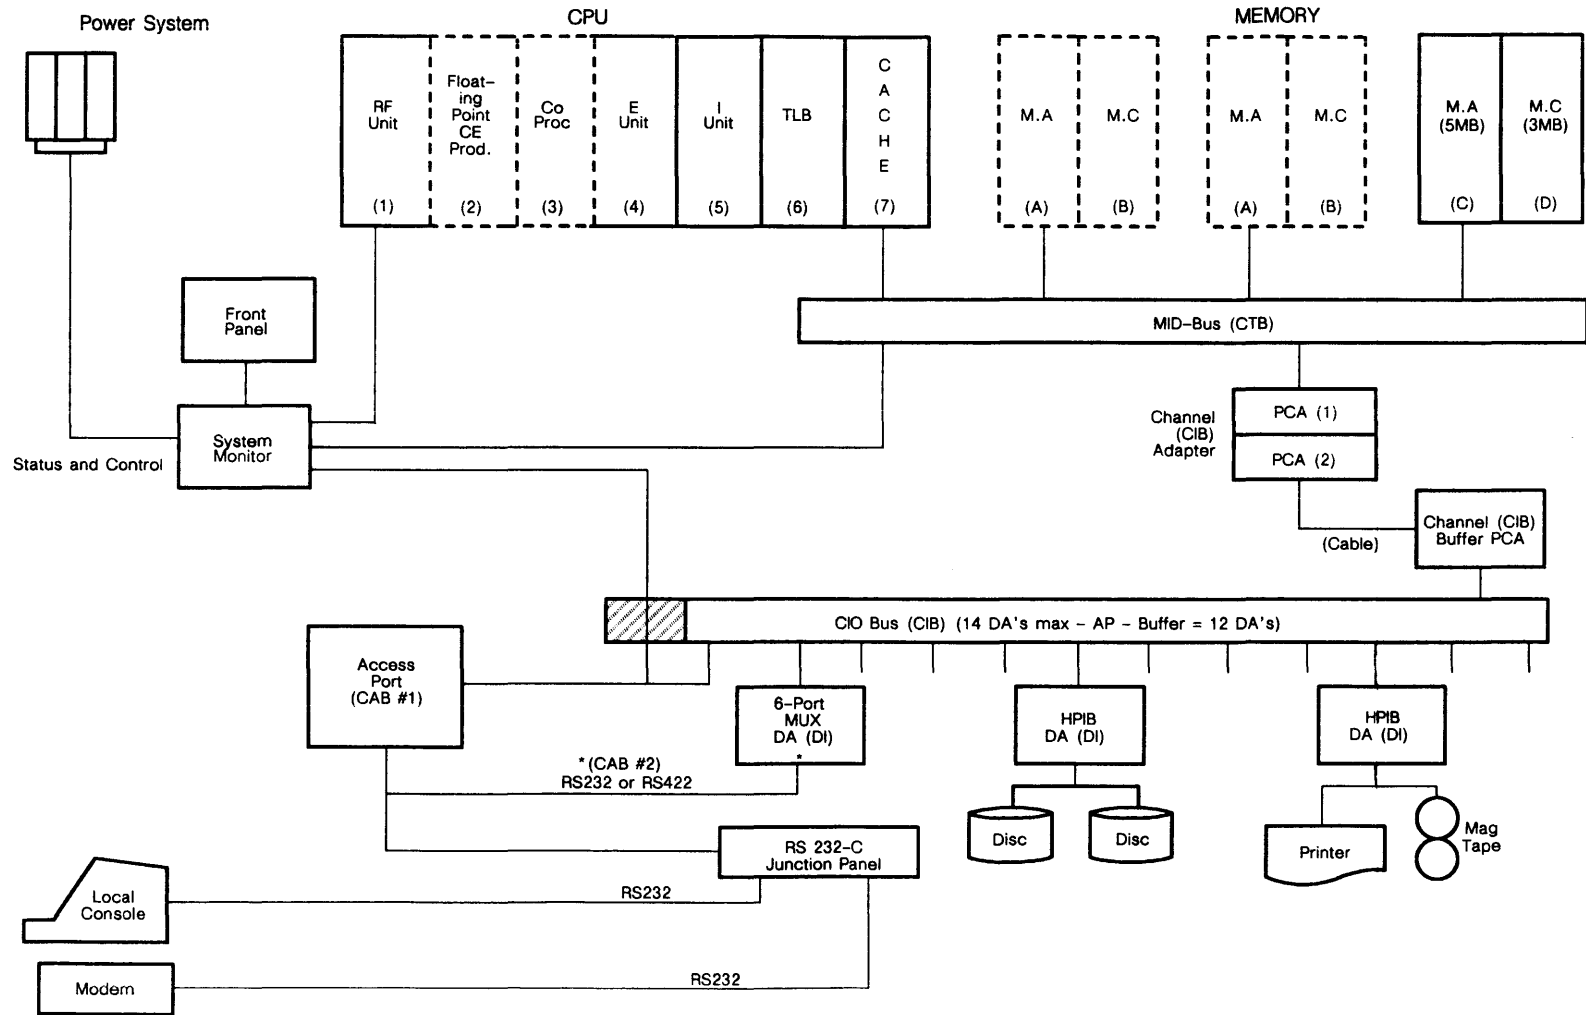 Power System
CPU
MEMORY
RF
Unit
(1)
Float-
ing
Point
CE
Prod.
(2)
Co
Proc
(3)
E
Unit
(4)
I
Unit
(5)
TLB
(6)
C
A
C
H
E
(7)
M.A
(A)
M.C
(B)
M.A
(A)
M.C
(B)
M.A
(5MB)
(C)
M.C
(3MB)
(D)
Front
Panel
MID-Bus (CTB)
System
Monitor
Status and Control
Channel
(CIB)
Adapter
PCA (1)
PCA (2)
(Cable)
Channel (CIB)
Buffer PCA
CIO Bus (CIB) (14 DA's max - AP - Buffer = 12 DA's)
Access
Port
(CAB #1)
6-Port
MUX
DA (DI)
*
HPIB
DA (DI)
HPIB
DA (DI)
*(CAB #2)
RS232 or RS422
Disc
Disc
Printer
Mag
Tape
RS 232-C
Junction Panel
Local
Console
RS232
Modem
RS232